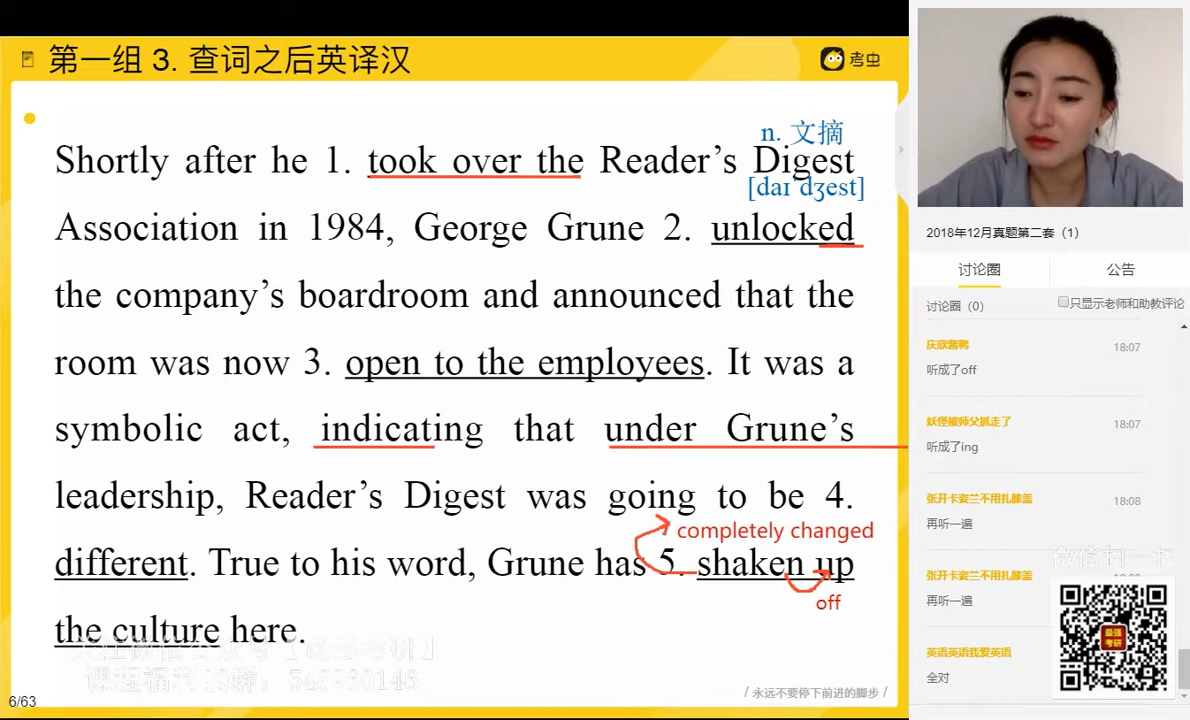 第一组 3. 查词之后英译汉
考虫
n. 文摘
Shortly after he 1. took over the Reader’s Digest
[daɪˈdʒest]
Association in 1984, George Grune 2. unlocked
the company’s boardroom and announced that the
room was now 3. open to the employees. It was a
symbolic act, indicating that under Grune’s
leadership, Reader’s Digest was going to be 4.
completely changed
different. True to his word, Grune has 5. shaken up
off
the culture here.
/ 永远不要停下前进的脚步 /
6/63
2018年12月真题第二套（1）
讨论圈
公告
讨论圈（0）
只显示老师和助教评论
庆欣酱鸭
18:07
听成了off
妖怪被师父抓走了
18:07
听成了ing
张开卡姿兰不用扎膝盖
18:08
再听一遍
张开卡姿兰不用扎膝盖
再听一遍
微信扫一扫
最强
考研
英语英语我爱英语
全对